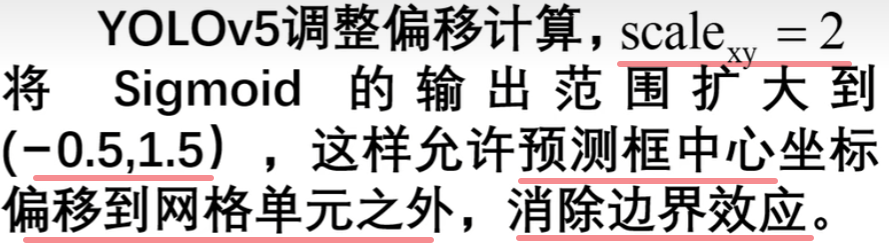 YOLOv5调整偏移计算，scale_xy = 2
将 Sigmoid 的输出范围扩大到
(−0.5,1.5），这样允许预测框中心坐标
偏移到网格单元之外，消除边界效应。